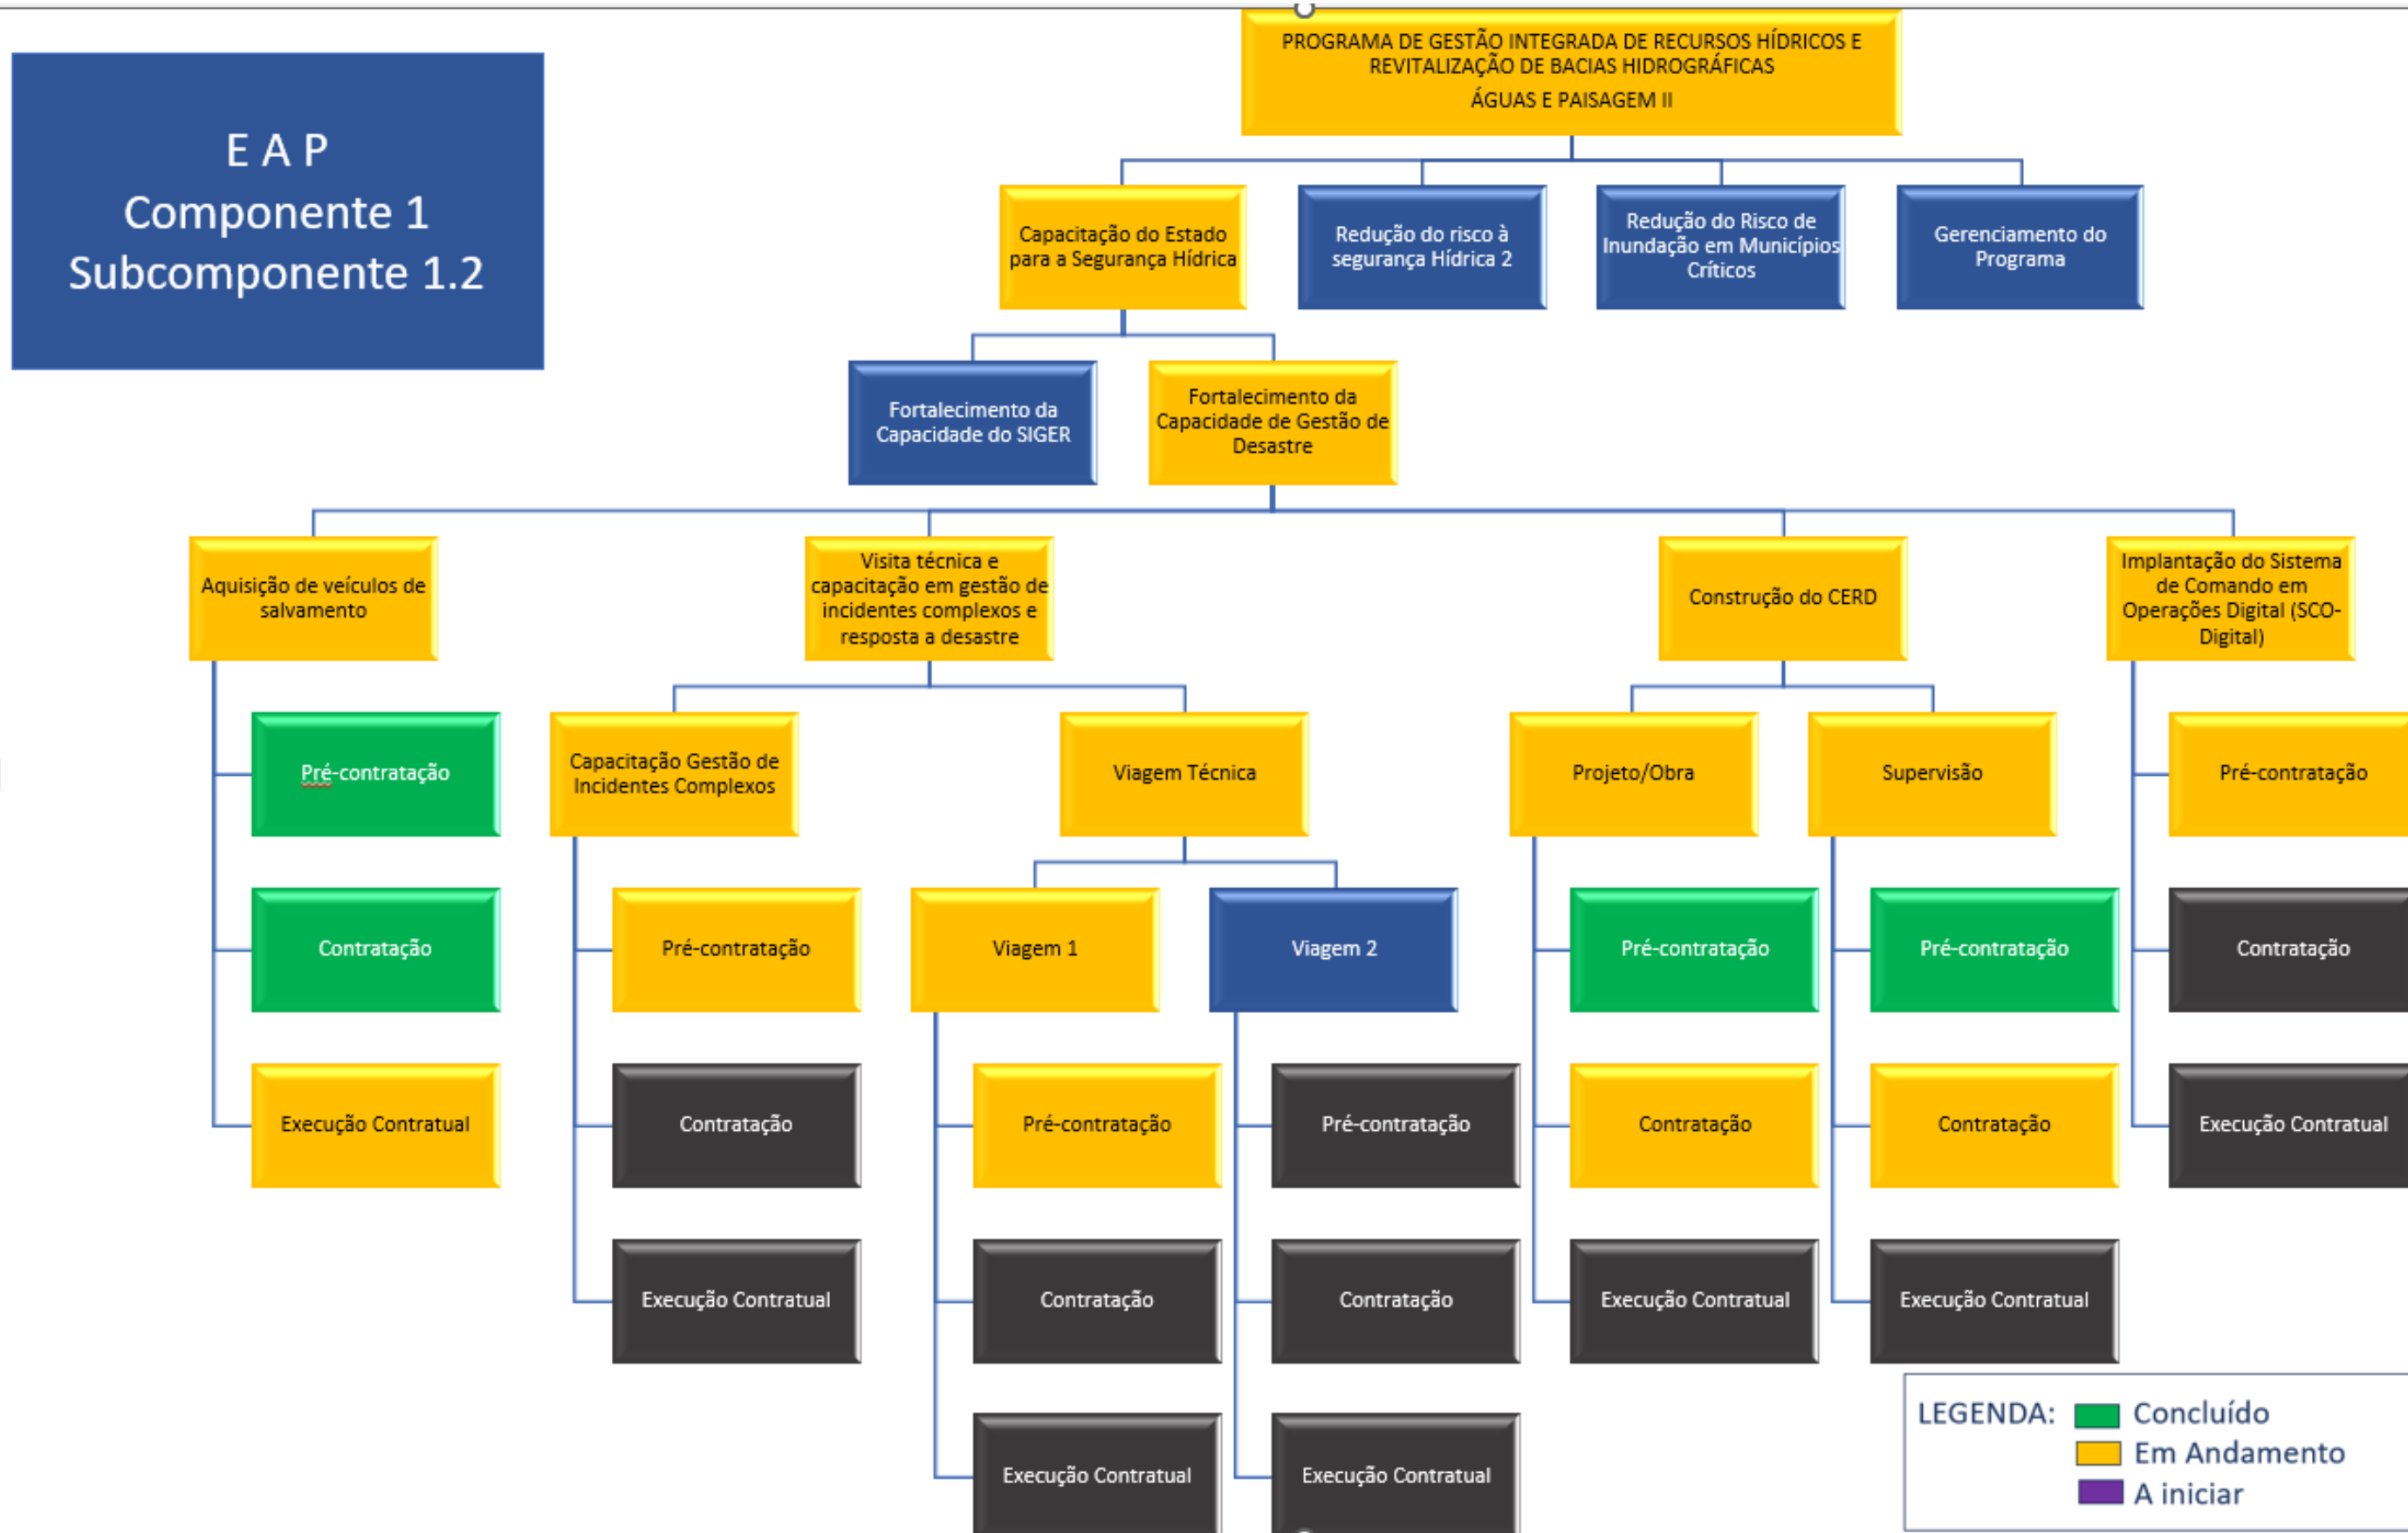 PROGRAMA DE GESTÃO INTEGRADA DE RECURSOS HÍDRICOS E
REVITALIZAÇÃO DE BACIAS HIDROGRÁFICAS
ÁGUAS E PAISAGEM II
E A P
Componente 1
Subcomponente 1.2
Capacitação do Estado
para a Segurança Hídrica
Redução do risco à
segurança Hídrica 2
Redução do Risco de
Inundação em Municípios
Críticos
Gerenciamento do
Programa
Fortalecimento da
Capacidade do SIGER
Fortalecimento da
Capacidade de Gestão de
Desastre
Aquisição de veículos de
salvamento
Visita técnica e
capacitação em gestão de
incidentes complexos e
resposta a desastre
Construção do CERD
Implantação do Sistema
de Comando em
Operações Digital (SCO-
Digital)
Pré-contratação
Capacitação Gestão de
Incidentes Complexos
Viagem Técnica
Projeto/Obra
Supervisão
Pré-contratação
Contratação
Pré-contratação
Viagem 1
Viagem 2
Pré-contratação
Pré-contratação
Contratação
Execução Contratual
Contratação
Pré-contratação
Pré-contratação
Contratação
Contratação
Execução Contratual
Execução Contratual
Contratação
Contratação
Execução Contratual
Execução Contratual
Execução Contratual
Execução Contratual
LEGENDA:
Concluído
Em Andamento
A iniciar